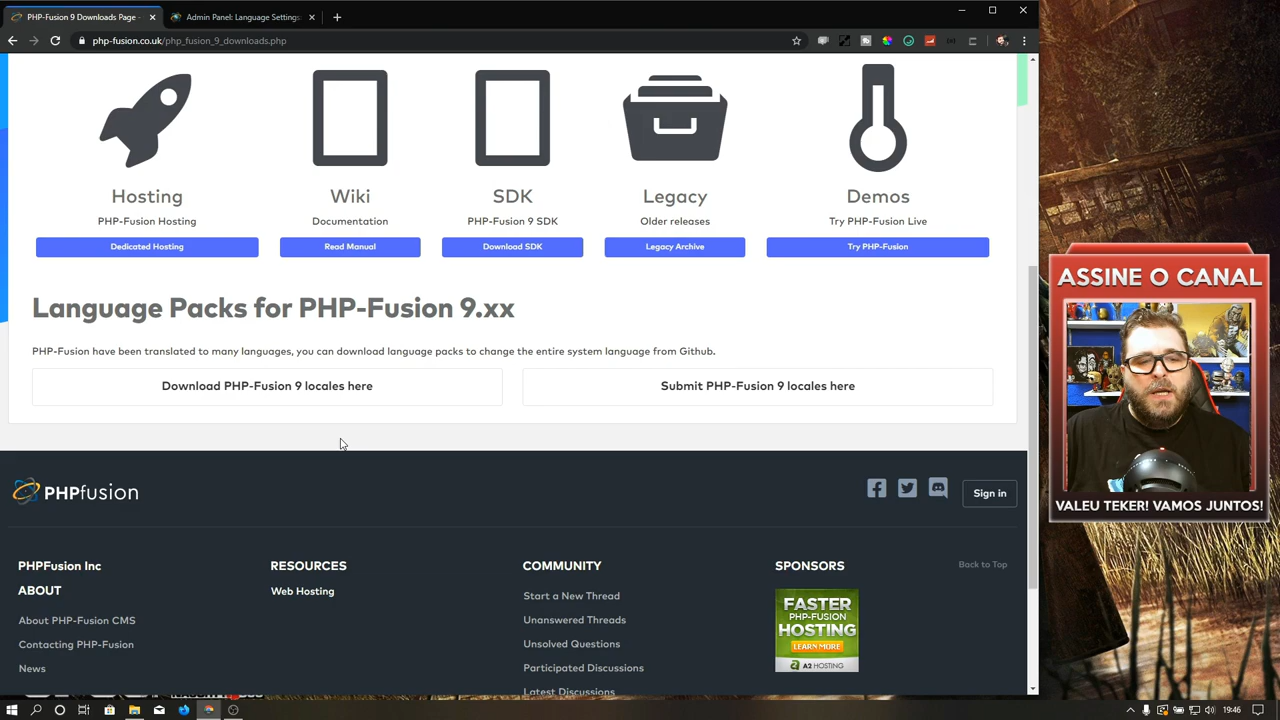 PHP-Fusion 9 Downloads Page -
Admin Panel: Language Settings
php-fusion.co.uk/php_fusion_9_downloads.php
Hosting
PHP-Fusion Hosting
Dedicated Hosting
Wiki
Documentation
Read Manual
SDK
PHP-Fusion 9 SDK
Download SDK
Legacy
Older releases
Legacy Archive
Demos
Try PHP-Fusion Live
Try PHP-Fusion
Language Packs for PHP-Fusion 9.xx
PHP-Fusion have been translated to many languages, you can download language packs to change the entire system language from Github.
Download PHP-Fusion 9 locales here
Submit PHP-Fusion 9 locales here
PHPfusion
Sign in
PHPFusion Inc
ABOUT
About PHP-Fusion CMS
Contacting PHP-Fusion
News
RESOURCES
Web Hosting
COMMUNITY
Start a New Thread
Unanswered Threads
Unsolved Questions
Participated Discussions
Latest Discussions
SPONSORS
FASTER
PHP-FUSION
HOSTING
LEARN MORE
A2 HOSTING
Back to Top
ASSINE O CANAL
VALEU TEKER! VAMOS JUNTOS!
19:46